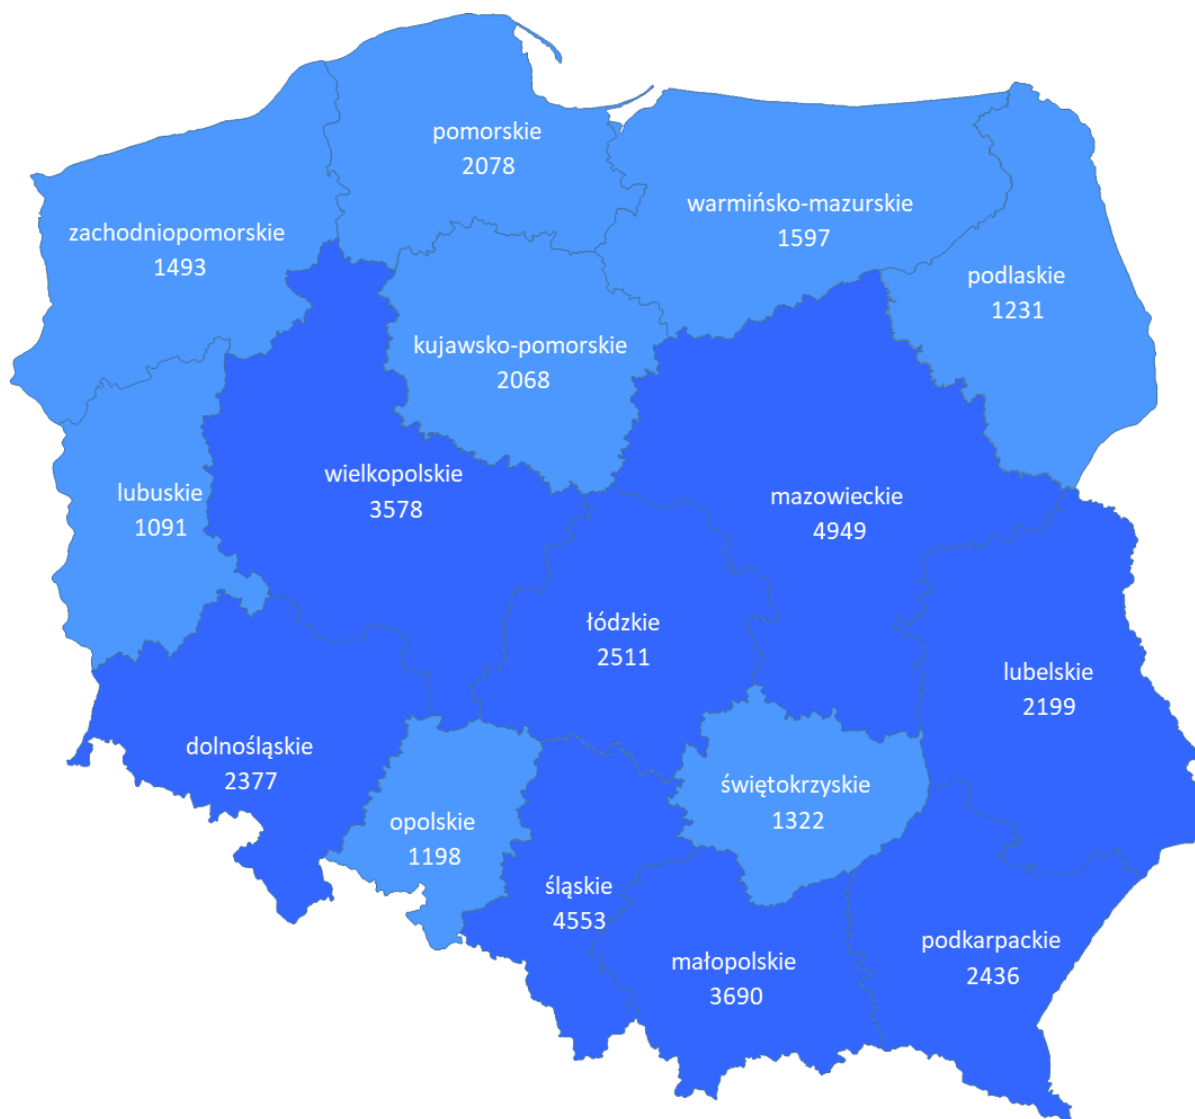 pomorskie
2078
warmińsko-mazurskie
1597
zachodniopomorskie
1493
podlaskie
1231
kujawsko-pomorskie
2068
wielkopolskie
3578
lubuskie
1091
mazowieckie
4949
łódzkie
2511
lubelskie
2199
dolnośląskie
2377
świętokrzyskie
1322
opolskie
1198
śląskie
4553
podkarpackie
2436
małopolskie
3690